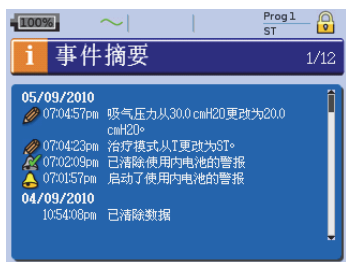 100%
Prog 1
ST
i 事件摘要 1/12
05/09/2010
07:04:57pm 吸气压力从30.0 cmH2O更改为20.0
cmH2O。
07:04:23pm 治疗模式从T更改为ST。
07:02:09pm 已清除使用内电池的警报
07:01:57pm 启动了使用内电池的警报
04/09/2010
10:54:08pm 已清除数据